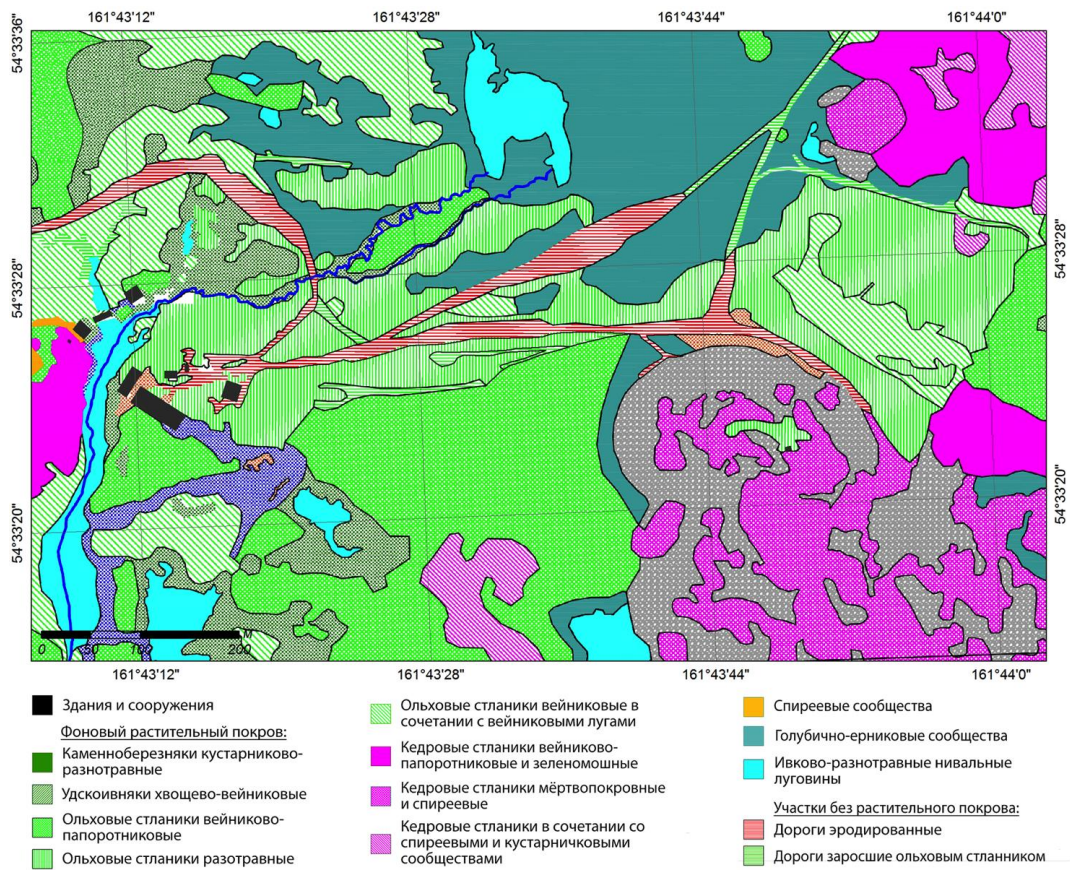 161°43'12" 161°43'28" 161°43'44" 161°44'0"
54°33'36"
54°33'28" 54°33'28"
54°33'20" 54°33'20"
0 50 100 200 М
161°43'12" 161°43'28" 161°43'44" 161°44'0"
Здания и сооружения
Фоновый растительный покров:
Каменноберезняки кустарниково-
разнотравные
Удскоивняки хвощево-вейниковые
Ольховые стланики вейниково-
папоротниковые
Ольховые стланики разотравные
Ольховые стланики вейниковые в
сочетании с вейниковыми лугами
Кедровые стланики вейниково-
папоротниковые и зеленомошные
Кедровые стланики мёртвопокровные
и спиреевые
Кедровые стланики в сочетании со
спиреевыми и кустарничковыми
сообществами
Спиреевые сообщества
Голубично-ерниковые сообщества
Ивково-разнотравные нивальные
луговины
Участки без растительного покрова:
Дороги эродированные
Дороги заросшие ольховым стланником